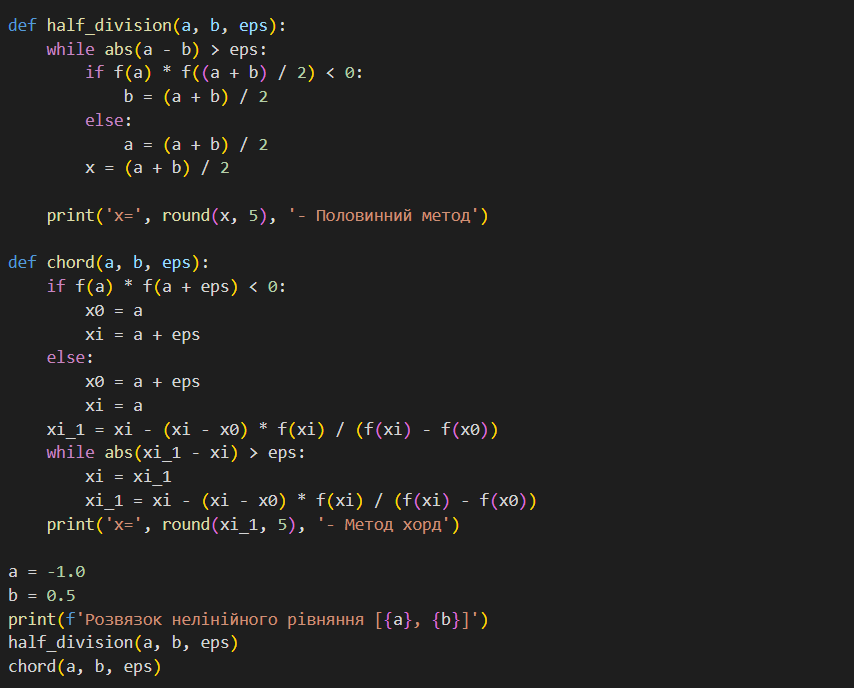 def half_division(a, b, eps):
    while abs(a - b) > eps:
        if f(a) * f((a + b) / 2) < 0:
            b = (a + b) / 2
        else:
            a = (a + b) / 2
        x = (a + b) / 2

    print('x=', round(x, 5), '- Половинний метод')

def chord(a, b, eps):
    if f(a) * f(a + eps) < 0:
        x0 = a
        xi = a + eps
    else:
        x0 = a + eps
        xi = a
    xi_1 = xi - (xi - x0) * f(xi) / (f(xi) - f(x0))
    while abs(xi_1 - xi) > eps:
        xi = xi_1
        xi_1 = xi - (xi - x0) * f(xi) / (f(xi) - f(x0))
    print('x=', round(xi_1, 5), '- Метод хорд')

a = -1.0
b = 0.5
print(f'Розвязок нелінійного рівняння [{a}, {b}]')
half_division(a, b, eps)
chord(a, b, eps)